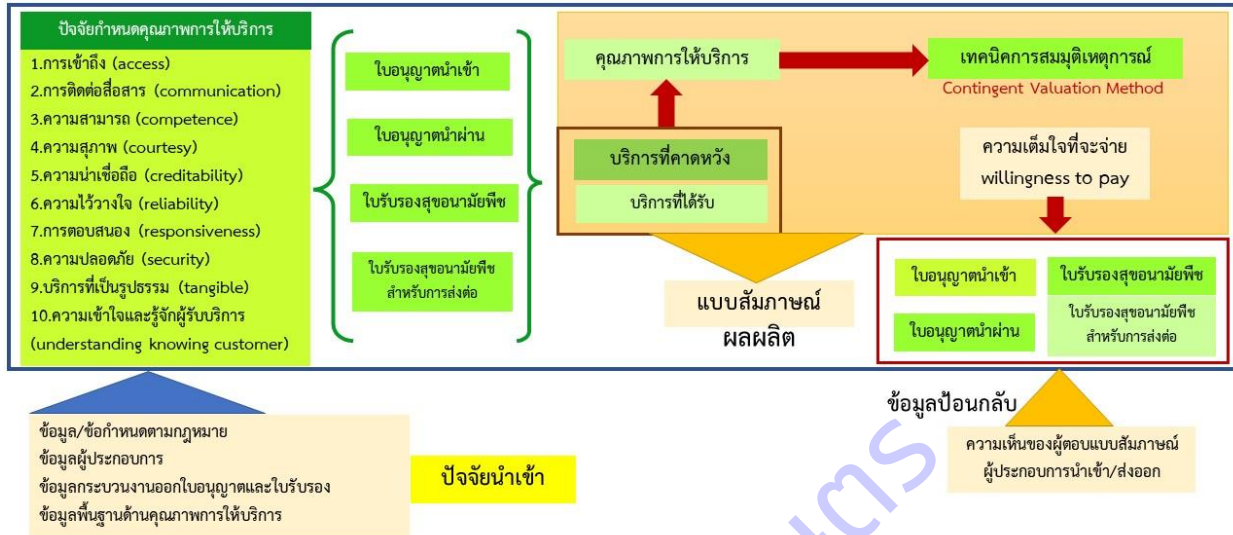 ปัจจัยกำหนดคุณภาพการให้บริการ
1.การเข้าถึง (access)
2.การติดต่อสื่อสาร (communication)
3.ความสามารถ (competence)
4.ความสุภาพ (courtesy)
5.ความน่าเชื่อถือ (creditability)
6.ความไว้วางใจ (reliability)
7.การตอบสนอง (responsiveness)
8.ความปลอดภัย (security)
9.บริการที่เป็นรูปธรรม (tangible)
10.ความเข้าใจและรู้จักผู้รับบริการ
(understanding knowing customer)
ใบอนุญาตนำเข้า
ใบอนุญาตนำผ่าน
ใบรับรองสุขอนามัยพืช
ใบรับรองสุขอนามัยพืช
สำหรับการส่งต่อ
คุณภาพการให้บริการ
เทคนิคการสมมุติเหตุการณ์
Contingent Valuation Method
บริการที่คาดหวัง
บริการที่ได้รับ
ความเต็มใจที่จะจ่าย
willingness to pay
แบบสัมภาษณ์
ผลผลิต
ใบอนุญาตนำเข้า
ใบรับรองสุขอนามัยพืช
ใบอนุญาตนำผ่าน
ใบรับรองสุขอนามัยพืช
สำหรับการส่งต่อ
ข้อมูล/ข้อกำหนดตามกฎหมาย
ข้อมูลผู้ประกอบการ
ข้อมูลกระบวนงานออกใบอนุญาตและใบรับรอง
ข้อมูลพื้นฐานด้านคุณภาพการให้บริการ
ปัจจัยนำเข้า
ข้อมูลป้อนกลับ
ความเห็นของผู้ตอบแบบสัมภาษณ์
ผู้ประกอบการนำเข้า/ส่งออก